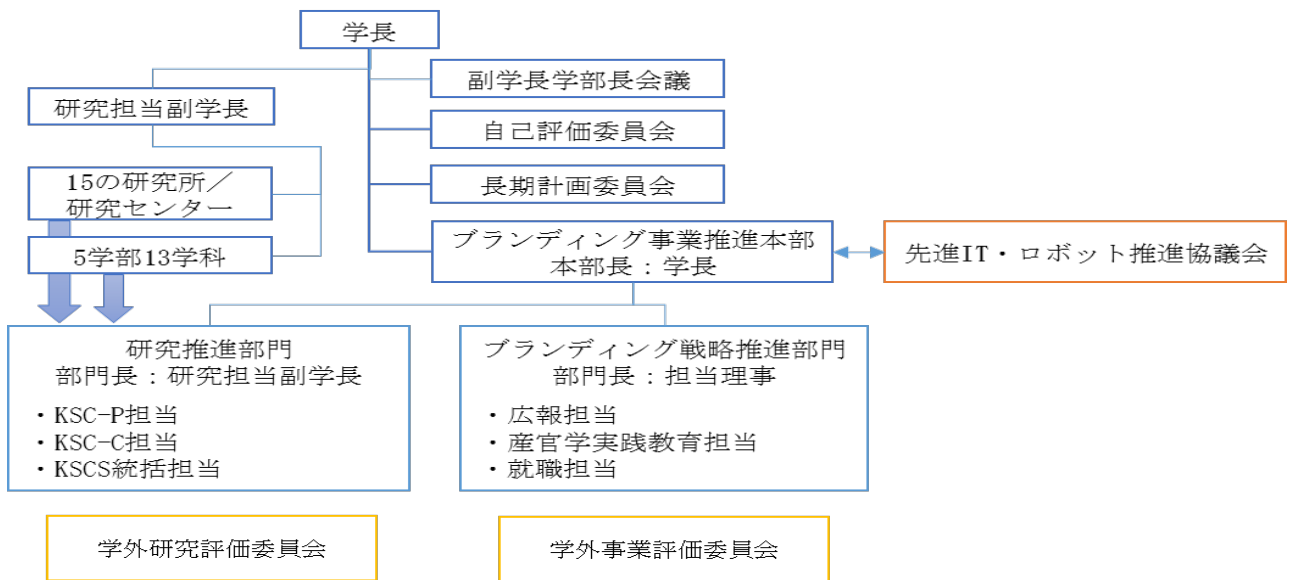 学長
副学長学部長会議
研究担当副学長
自己評価委員会
15の研究所／
研究センター
長期計画委員会
5学部13学科
ブランディング事業推進本部
本部長：学長
先進IT・ロボット推進協議会
研究推進部門
部門長：研究担当副学長
・KSC-P担当
・KSC-C担当
・KSCS統括担当
ブランディング戦略推進部門
部門長：担当理事
・広報担当
・産官学実践教育担当
・就職担当
学外研究評価委員会
学外事業評価委員会